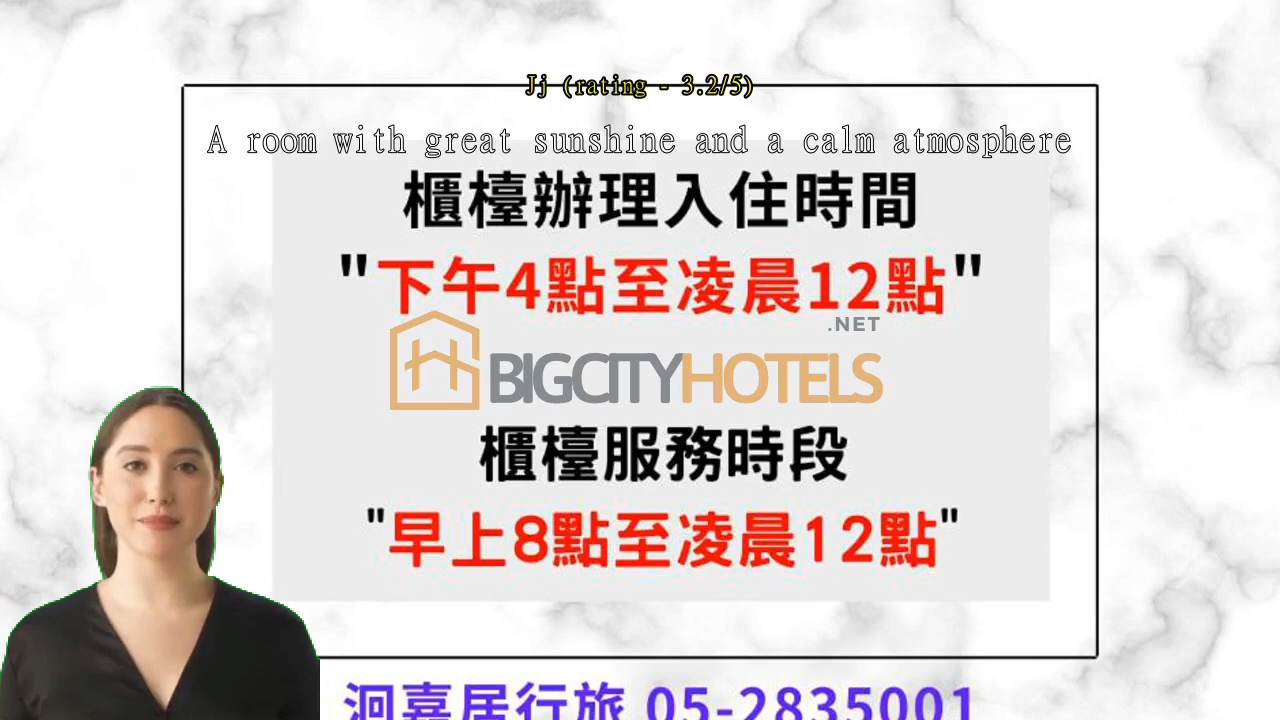 Jj (rating - 3.2/5)
A room with great sunshine and a calm atmosphere
櫃檯辦理入住時間
"下午4點至凌晨12點"
.NET
BIGCITYHOTELS
櫃檯服務時段
"早上8點至凌晨12點"
洄嘉居行旅 05-2835001